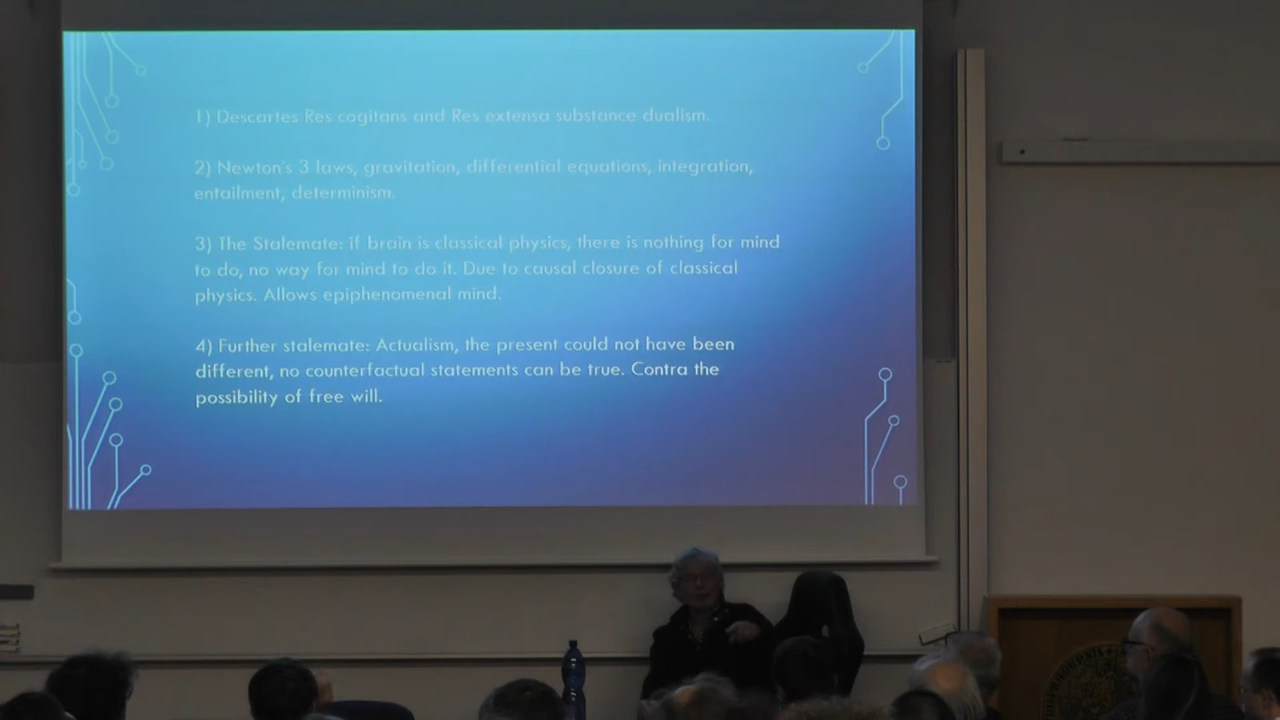 1) Descartes Res cogitans and Res extensa substance dualism.
2) Newton's 3 laws, gravitation, differential equations, integration,
entailment, determinism.
3) The Stalemate: if brain is classical physics, there is nothing for mind
to do, no way for mind to do it. Due to causal closure of classical
physics. Allows epiphenomenal mind.
4) Further stalemate: Actualism, the present could not have been
different, no counterfactual statements can be true. Contra the
possibility of free will.